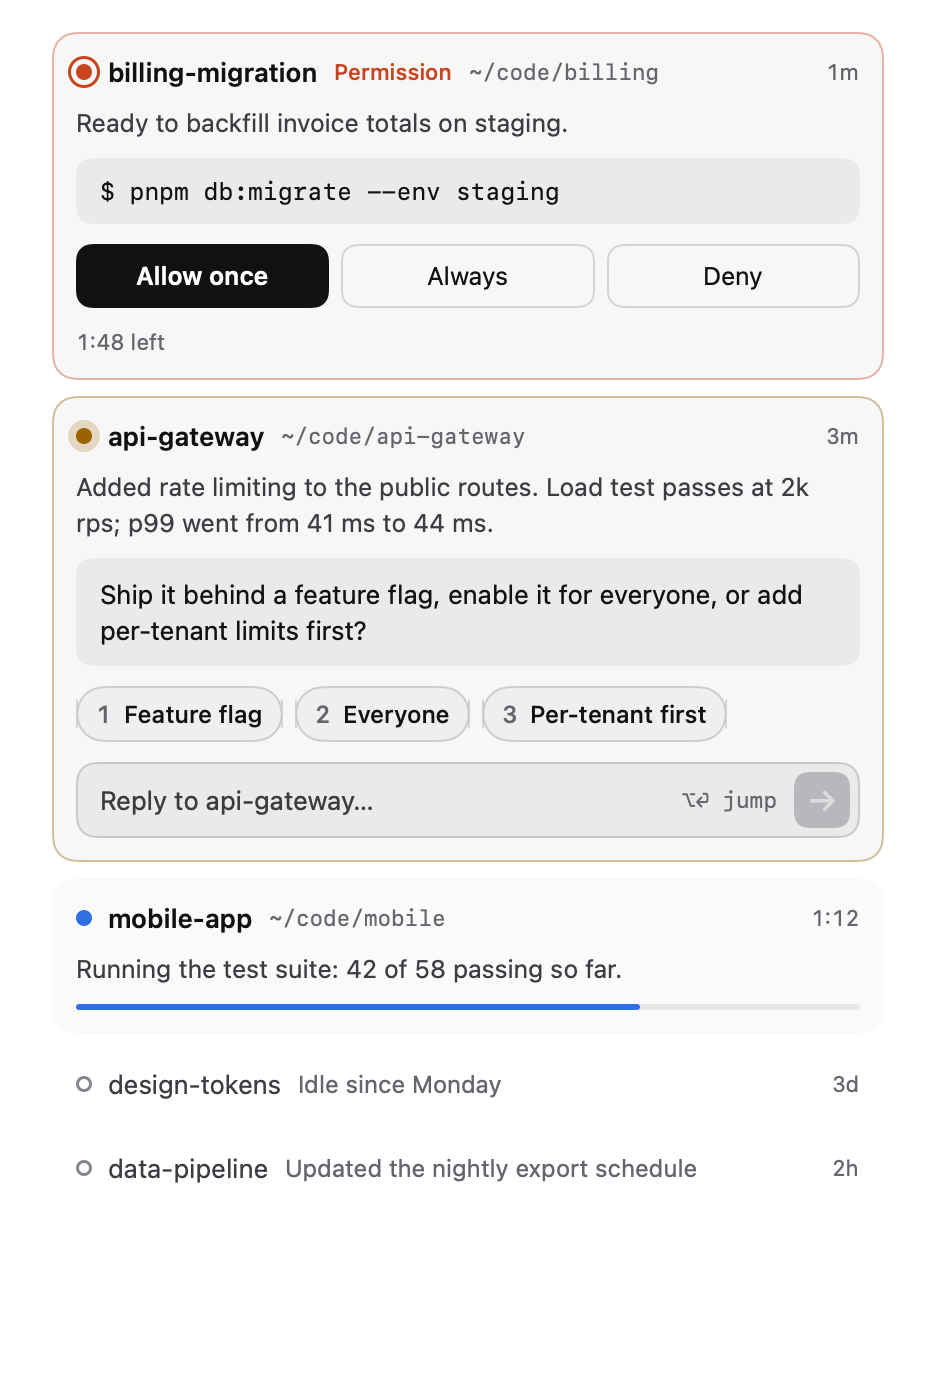 billing-migration Permission ~/code/billing 1m
Ready to backfill invoice totals on staging.
$ pnpm db:migrate --env staging
Allow once Always Deny
1:48 left
api-gateway ~/code/api-gateway 3m
Added rate limiting to the public routes. Load test passes at 2k
rps; p99 went from 41 ms to 44 ms.
Ship it behind a feature flag, enable it for everyone, or add
per-tenant limits first?
1 Feature flag 2 Everyone 3 Per-tenant first
Reply to api-gateway... ⌥⏎ jump
mobile-app ~/code/mobile 1:12
Running the test suite: 42 of 58 passing so far.
design-tokens Idle since Monday 3d
data-pipeline Updated the nightly export schedule 2h